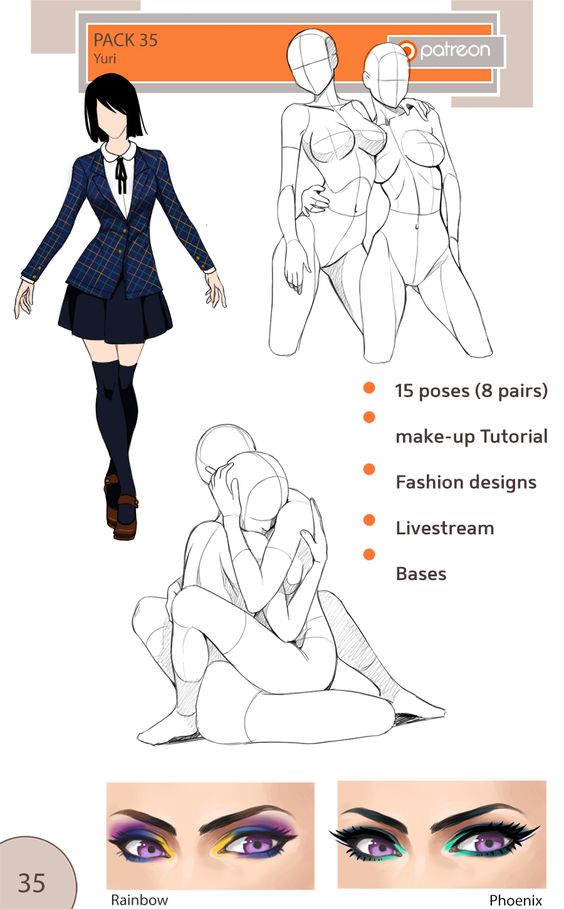 PACK 35
Yuri
patreon
15 poses (8 pairs)
make-up Tutorial
Fashion designs
Livestream
Bases
35
Rainbow
Phoenix